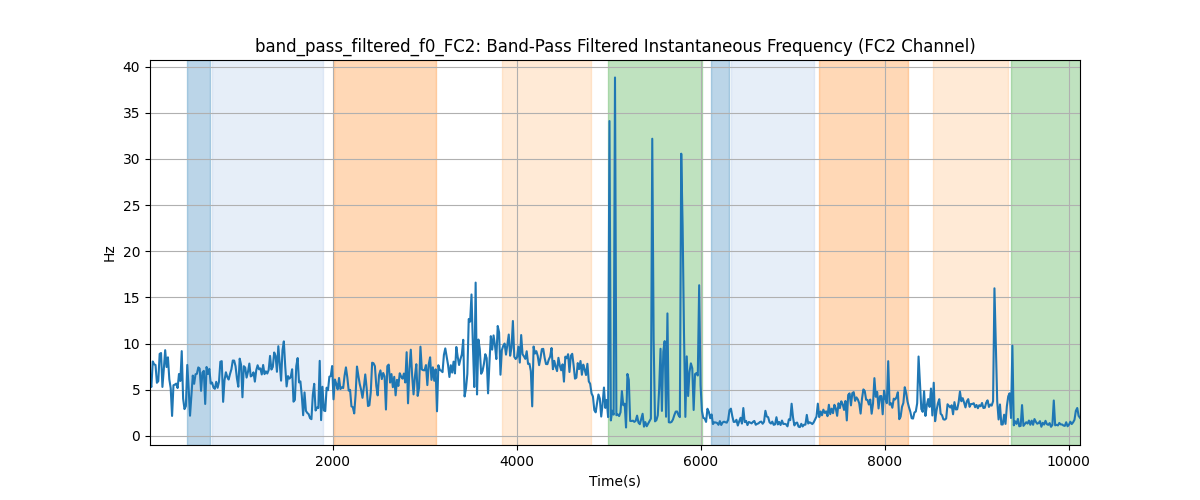 band_pass_filtered_f0_FC2: Band-Pass Filtered Instantaneous Frequency (FC2 Channel)
40
35
30
25
20
15
10
5
0
Hz
2000 4000 6000 8000 10000
Time(s)